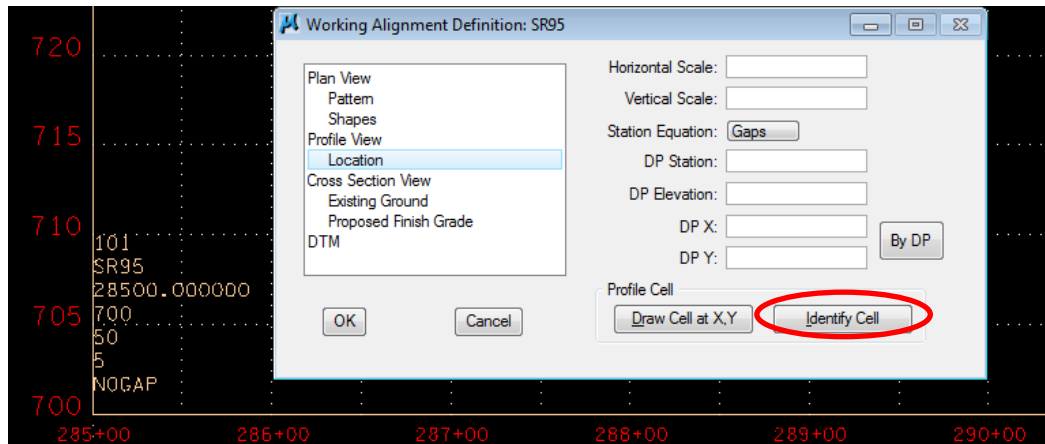 Working Alignment Definition: SR95
Plan View
Pattern
Shapes
Profile View
Location
Cross Section View
Existing Ground
Proposed Finish Grade
DTM
OK
Cancel
Horizontal Scale:
Vertical Scale:
Station Equation: Gaps
DP Station:
DP Elevation:
DP X:
DP Y:
By DP
Profile Cell
Draw Cell at X,Y
Identify Cell
720
715
710
705
700
101
SR95
28500.000000
700
50
5
NOGAP
285+00 286+00 287+00 288+00 289+00 290+00